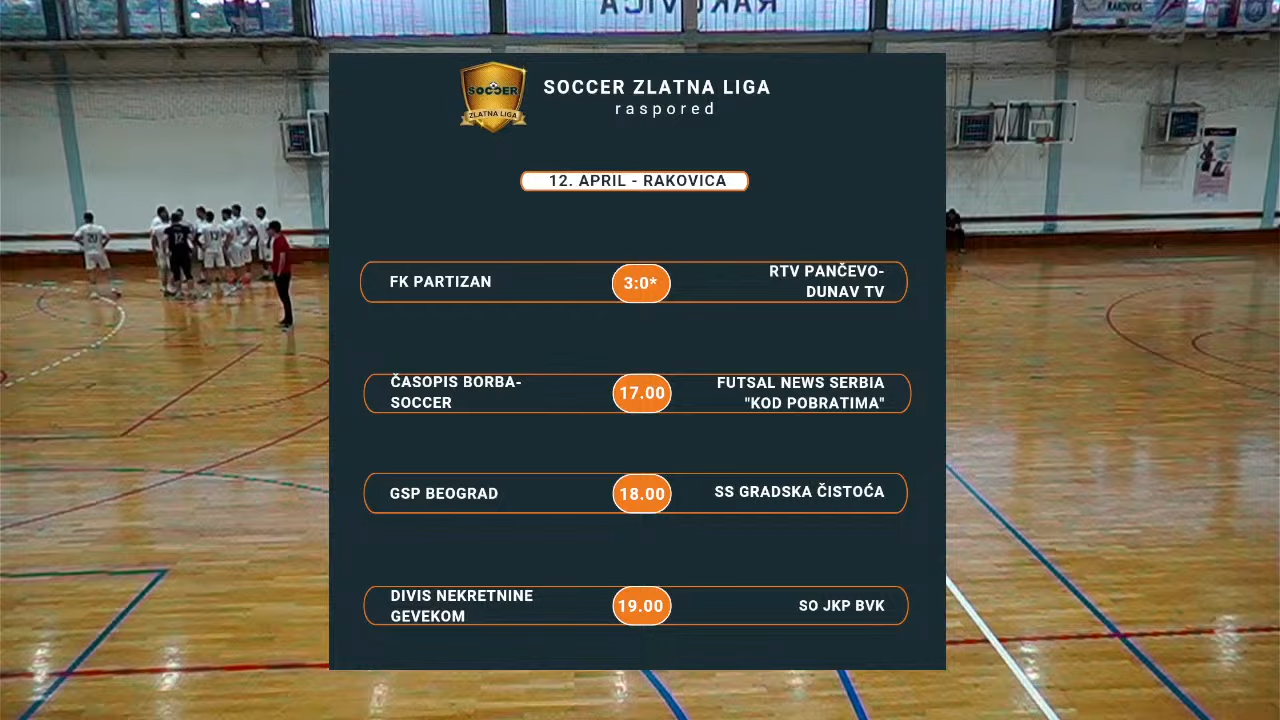 RAKOVICA
RAKOVICA
SOCCER
ZLATNA LIGA
SOCCER ZLATNA LIGA
raspored
12. APRIL - RAKOVICA
FK PARTIZAN
3:0*
RTV PANČEVO-
DUNAV TV
ČASOPIS BORBA-
SOCCER
17.00
FUTSAL NEWS SERBIA
"KOD POBRATIMA"
GSP BEOGRAD
18.00
SS GRADSKA ČISTOĆA
DIVIS NEKRETNINE
GEVEKOM
19.00
SO JKP BVK